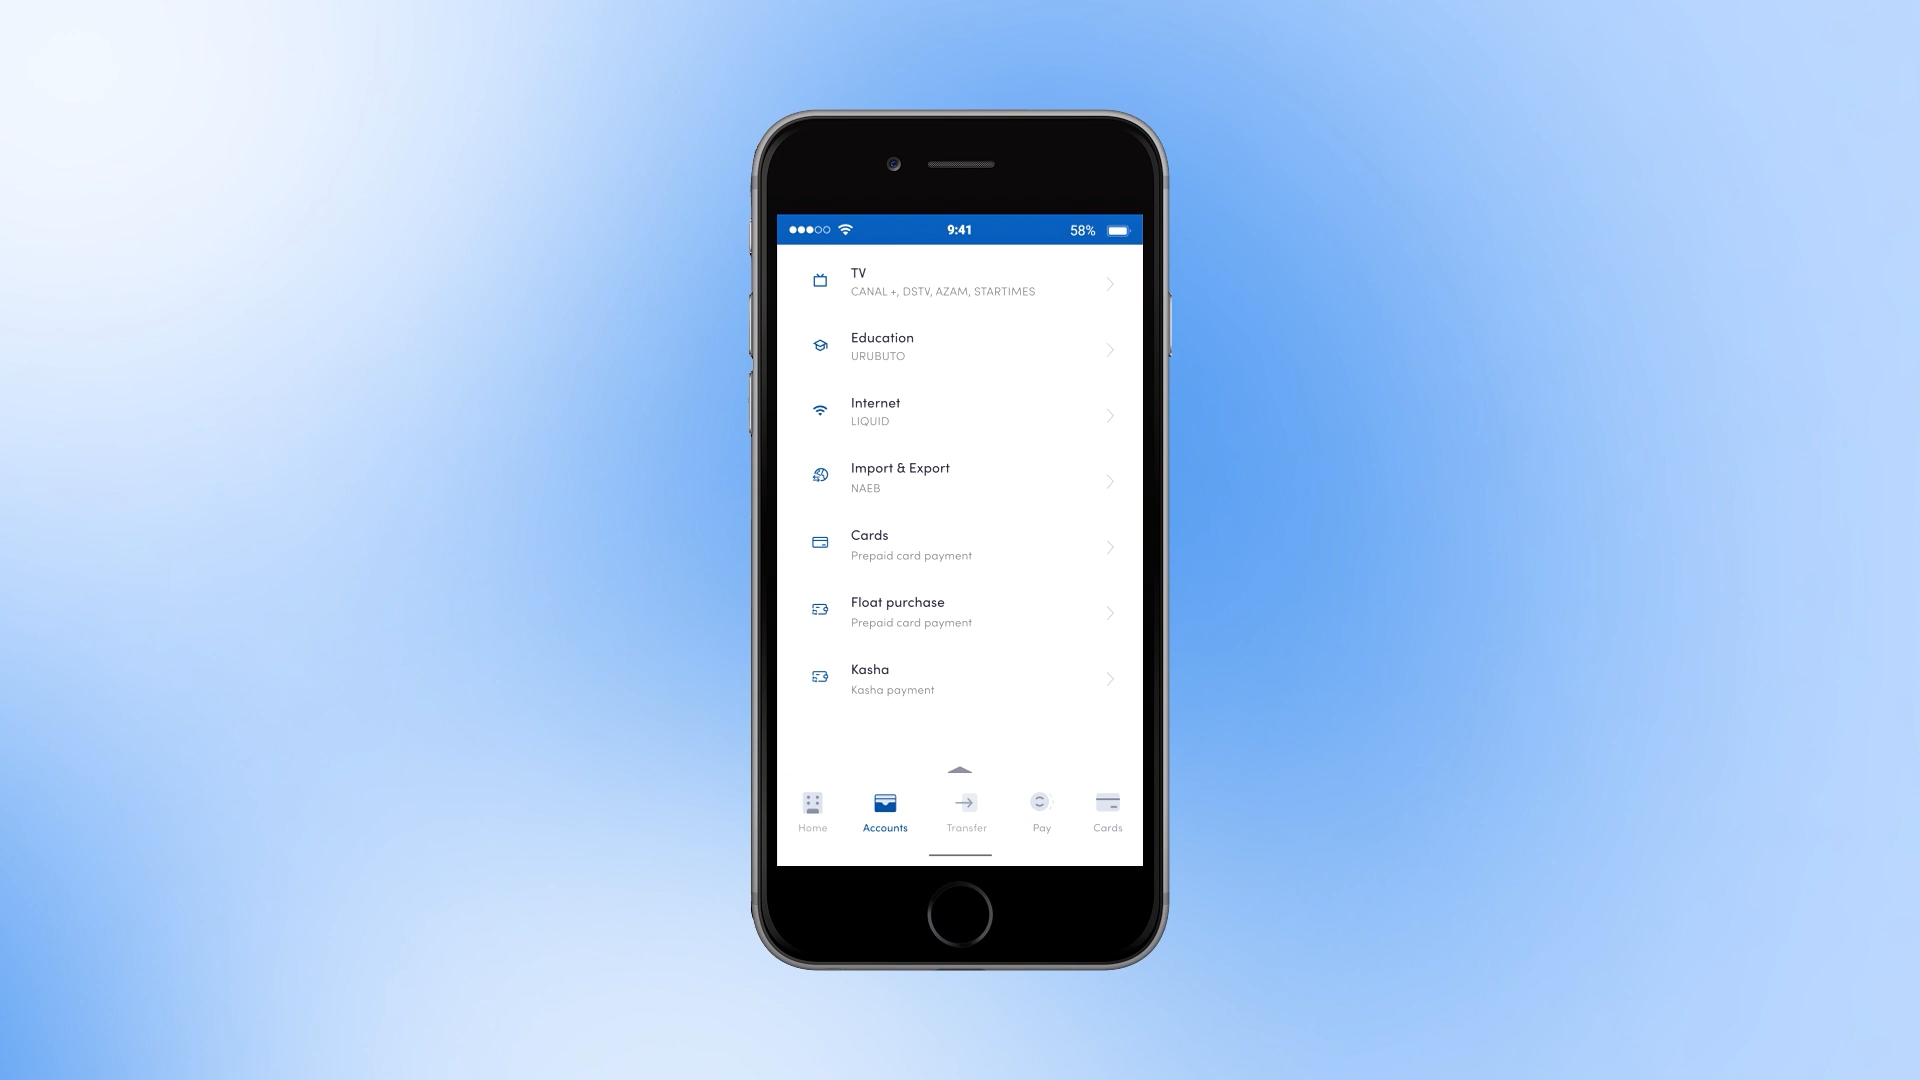 9:41
58%
TV
CANAL +, DSTV, AZAM, STARTIMES
Education
URUBUTO
Internet
LIQUID
Import & Export
NAEB
Cards
Prepaid card payment
Float purchase
Prepaid card payment
Kasha
Kasha payment
Home
Accounts
Transfer
Pay
Cards